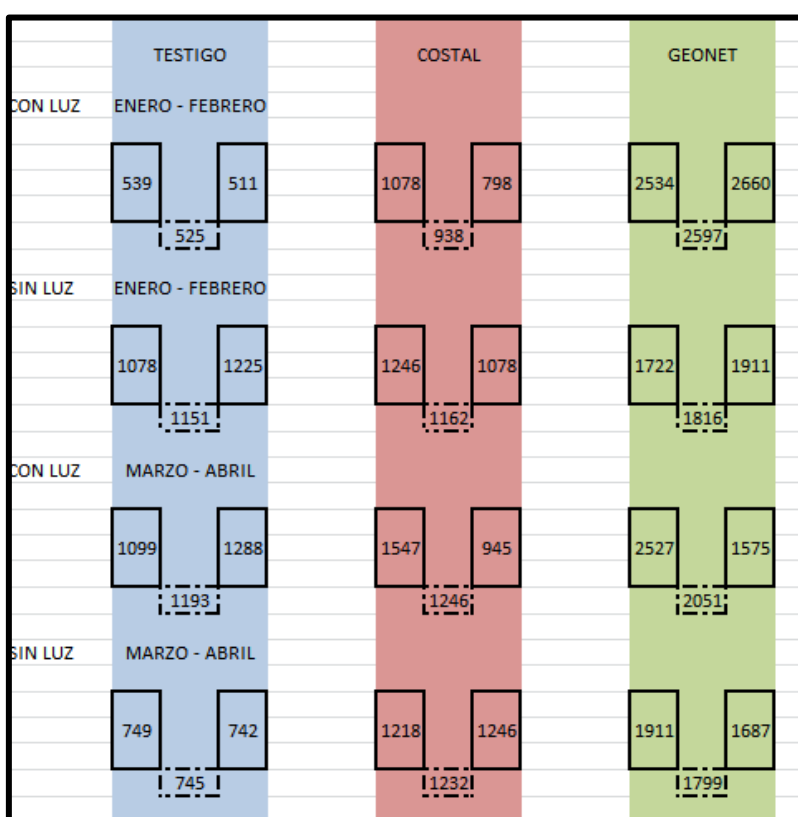 TESTIGO COSTAL GEONET
CON LUZ ENERO - FEBRERO
539 511 1078 798 2534 2660
525 938 2597
SIN LUZ ENERO - FEBRERO
1078 1225 1246 1078 1722 1911
1151 1162 1816
CON LUZ MARZO - ABRIL
1099 1288 1547 945 2527 1575
1193 1246 2051
SIN LUZ MARZO - ABRIL
749 742 1218 1246 1911 1687
745 1232 1799